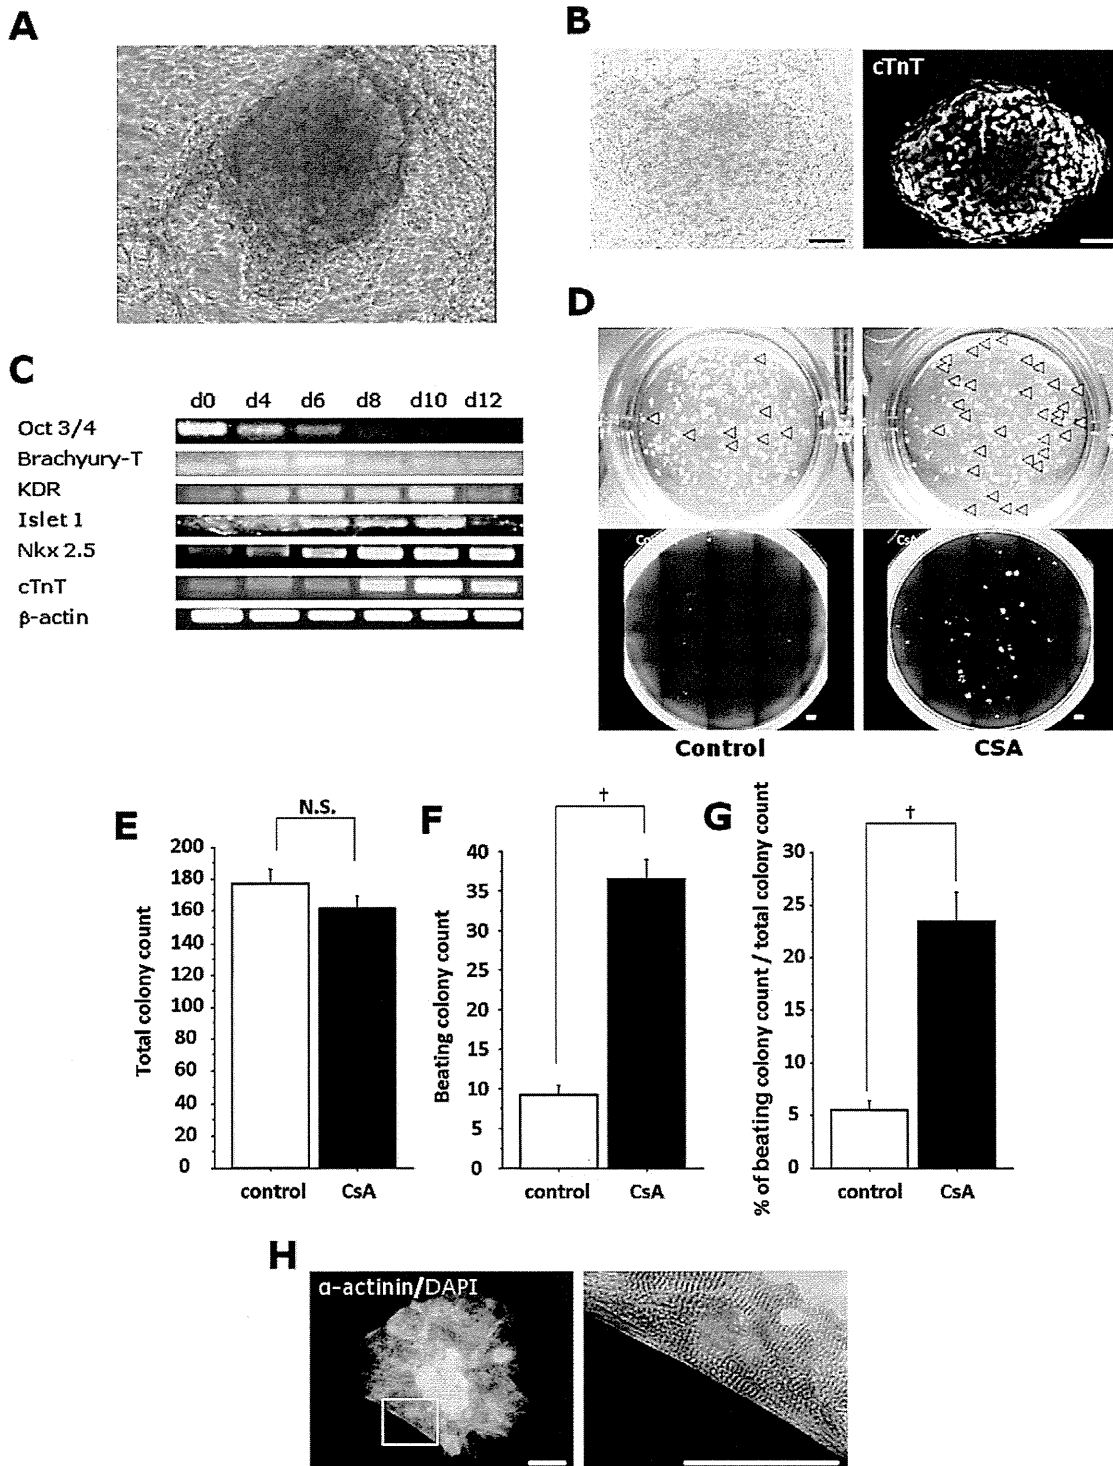 A
B
cTnT
C
d0 d4 d6 d8 d10 d12
Oct 3/4
Brachyury-T
KDR
Islet 1
Nkx 2.5
cTnT
β-actin
D
Control
CSA
E
N.S.
Total colony count
200
180
160
140
120
100
80
60
40
20
0
control CsA
F
†
Beating colony count
40
35
30
25
20
15
10
5
0
control CsA
G
†
% of beating colony count / total colony count
30
25
20
15
10
5
0
control CsA
H
α-actinin/DAPI